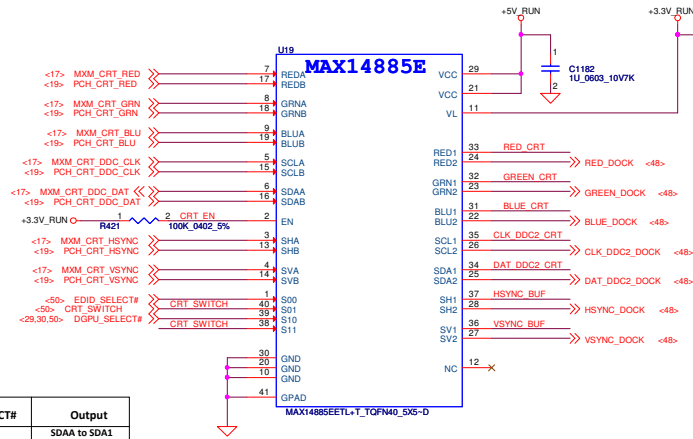 +5V_RUN
+3.3V_RUN
U19
MAX14885E
C1182
1U_0603_10V7K
1
2
<17> MXM_CRT_RED 7 REDA
<19> PCH_CRT_RED 17 REDB
<17> MXM_CRT_GRN 8 GRNA
<19> PCH_CRT_GRN 18 GRNB
<17> MXM_CRT_BLU 9 BLUA
<19> PCH_CRT_BLU 19 BLUB
<17> MXM_CRT_DDC_CLK 5 SCLA
<19> PCH_CRT_DDC_CLK 15 SCLB
<17> MXM_CRT_DDC_DAT 6 SDAA
<19> PCH_CRT_DDC_DAT 16 SDAB
+3.3V_RUN 1 2 CRT_EN 2 EN
R421 100K_0402_5%
<17> MXM_CRT_HSYNC 3 SHA
<19> PCH_CRT_HSYNC 13 SHB
<17> MXM_CRT_VSYNC 4 SVA
<19> PCH_CRT_VSYNC 14 SVB
<50> EDID_SELECT# 1 S00
<50> CRT_SWITCH CRT_SWITCH 40 S01
<29,30,50> DGPU_SELECT# 39 S10
CRT_SWITCH 38 S11
30 GND
20 GND
10 GND
41 GPAD
VCC 29
VCC 21
VL 11
RED1 33 RED_CRT
RED2 24 RED_DOCK <48>
GRN1 32 GREEN_CRT
GRN2 23 GREEN_DOCK <48>
BLU1 31 BLUE_CRT
BLU2 22 BLUE_DOCK <48>
SCL1 35 CLK_DDC2_CRT
SCL2 26 CLK_DDC2_DOCK <48>
SDA1 34 DAT_DDC2_CRT
SDA2 25 DAT_DDC2_DOCK <48>
SH1 37 HSYNC_BUF
SH2 28 HSYNC_DOCK <48>
SV1 36 VSYNC_BUF
SV2 27 VSYNC_DOCK <48>
NC 12
MAX14885EETL+T_TQFN40_5X5~D
CT# Output
SDAA to SDA1